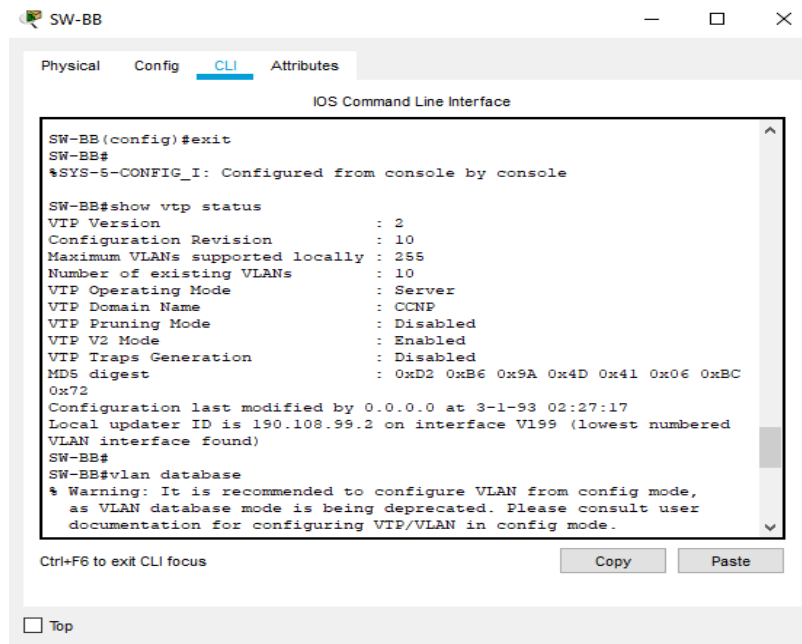 SW-BB
Physical Config CLI Attributes
IOS Command Line Interface
SW-BB(config)#exit
SW-BB#
%SYS-5-CONFIG_I: Configured from console by console
SW-BB#show vtp status
VTP Version : 2
Configuration Revision : 10
Maximum VLANs supported locally : 255
Number of existing VLANs : 10
VTP Operating Mode : Server
VTP Domain Name : CCNP
VTP Pruning Mode : Disabled
VTP V2 Mode : Enabled
VTP Traps Generation : Disabled
MD5 digest : 0xD2 0xB6 0x9A 0x4D 0x41 0x06 0xBC
0x72
Configuration last modified by 0.0.0.0 at 3-1-93 02:27:17
Local updater ID is 190.108.99.2 on interface Vl99 (lowest numbered
VLAN interface found)
SW-BB#
SW-BB#vlan database
% Warning: It is recommended to configure VLAN from config mode,
as VLAN database mode is being deprecated. Please consult user
documentation for configuring VTP/VLAN in config mode.
Ctrl+F6 to exit CLI focus
Copy Paste
Top